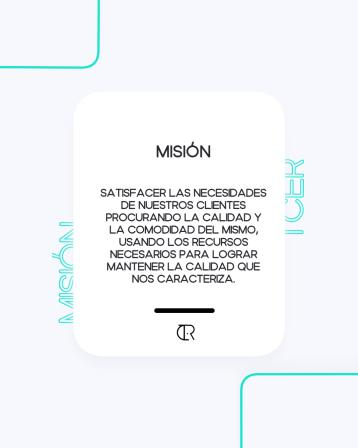 MISIÓN
SATISFACER LAS NECESIDADES
DE NUESTROS CLIENTES
PROCURANDO LA CALIDAD Y
LA COMODIDAD DEL MISMO,
USANDO LOS RECURSOS
NECESARIOS PARA LOGRAR
MANTENER LA CALIDAD QUE
NOS CARACTERIZA.
MISIÓN